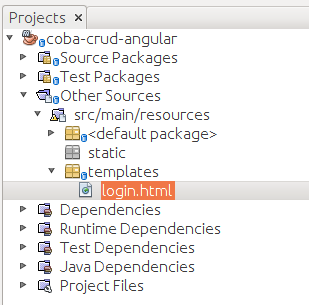 Projects
coba-crud-angular
Source Packages
Test Packages
Other Sources
src/main/resources
<default package>
static
templates
login.html
Dependencies
Runtime Dependencies
Test Dependencies
Java Dependencies
Project Files